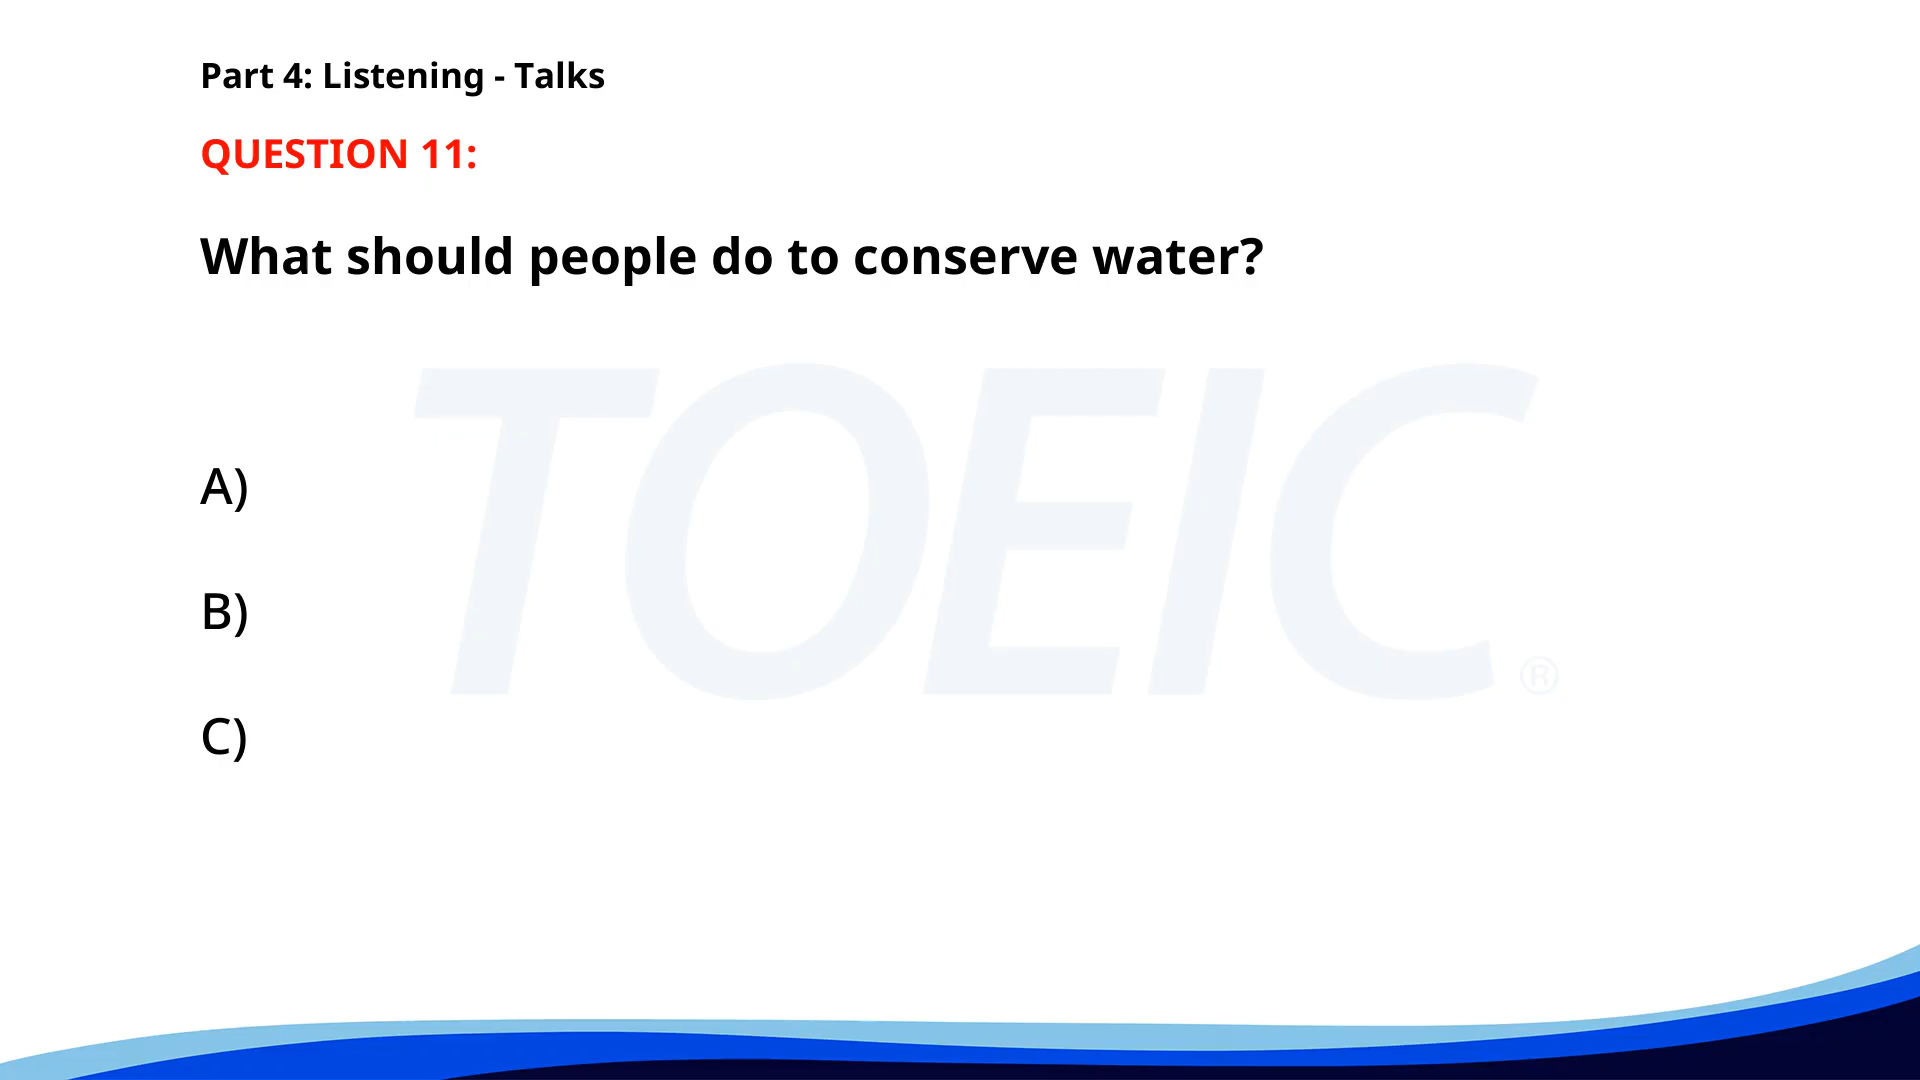 Part 4: Listening - Talks
QUESTION 11:
What should people do to conserve water?
TOEIC®
A)
B)
C)